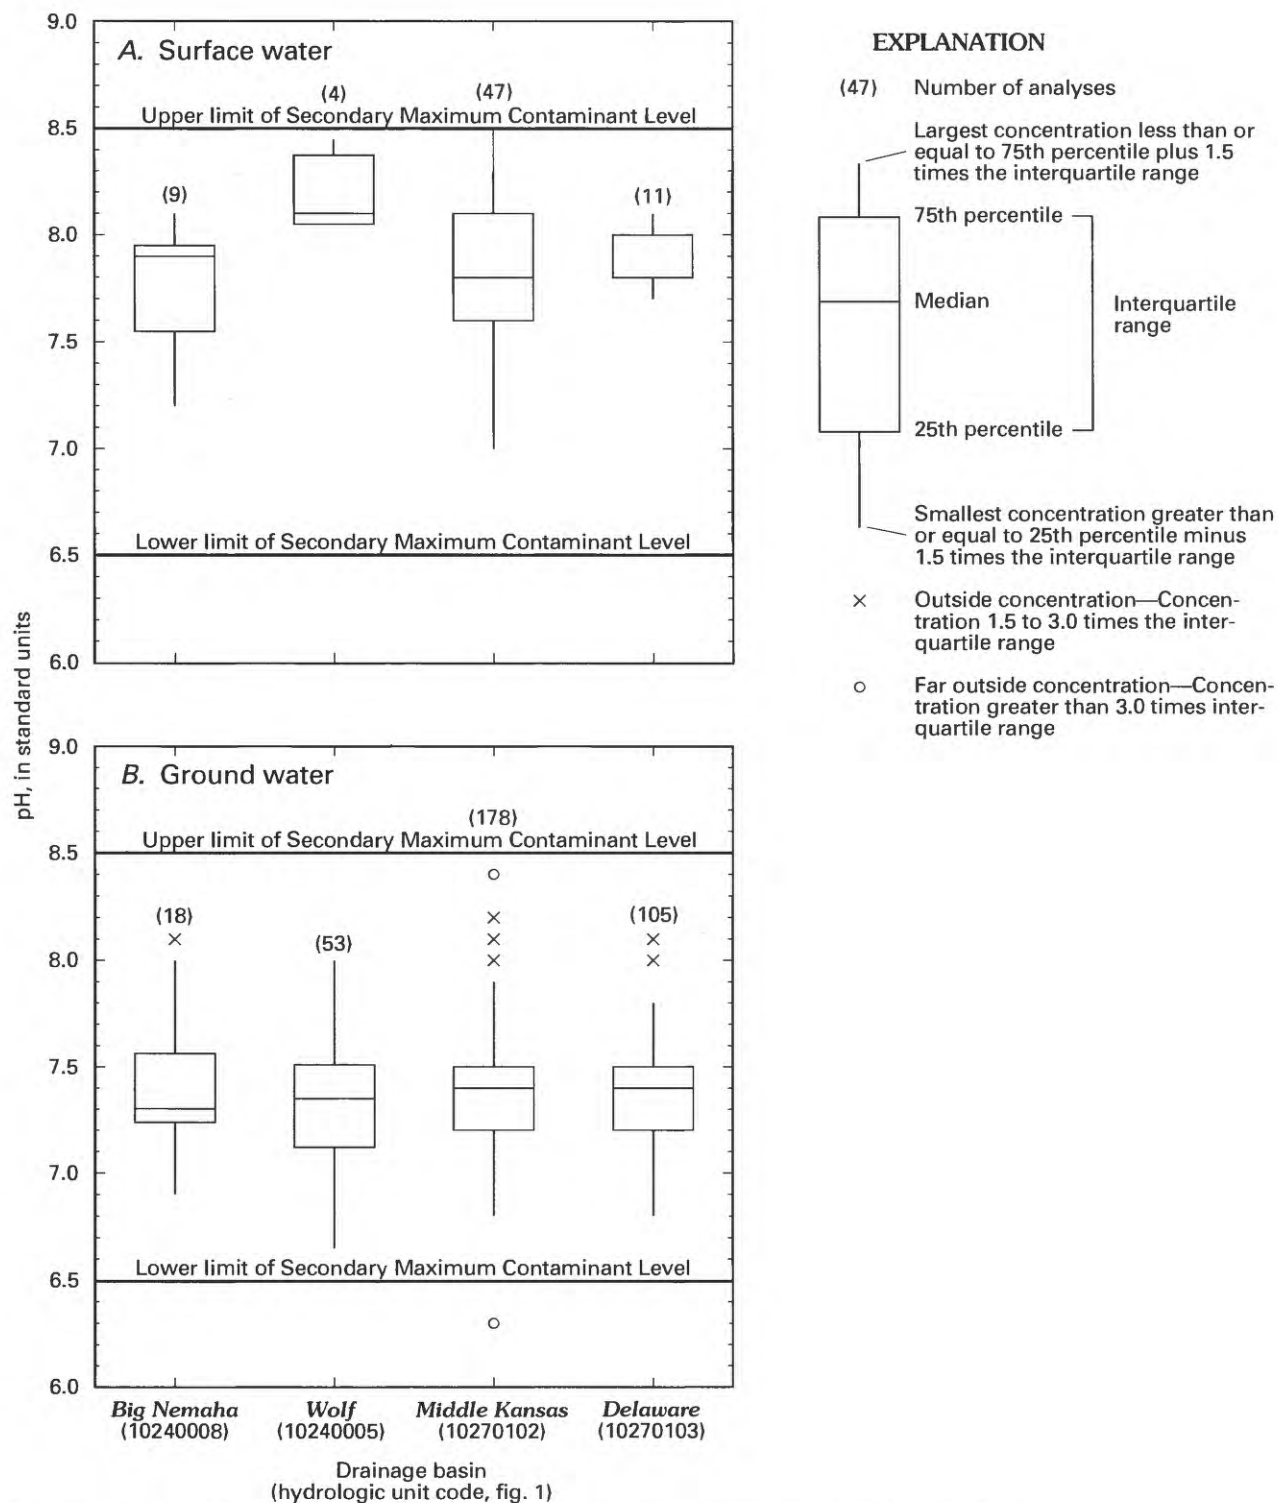 9.0
A. Surface water
(4)
(47)
Upper limit of Secondary Maximum Contaminant Level
8.5
(9)
(11)
8.0
7.5
7.0
Lower limit of Secondary Maximum Contaminant Level
6.5
6.0
pH, in standard units
9.0
B. Ground water
(178)
Upper limit of Secondary Maximum Contaminant Level
8.5
(18)
(53)
(105)
8.0
7.5
7.0
Lower limit of Secondary Maximum Contaminant Level
6.5
6.0
Big Nemaha
(10240008)
Wolf
(10240005)
Middle Kansas
(10270102)
Delaware
(10270103)
Drainage basin
(hydrologic unit code, fig. 1)
EXPLANATION
(47) Number of analyses
Largest concentration less than or
equal to 75th percentile plus 1.5
times the interquartile range
75th percentile
Median
Interquartile
range
25th percentile
Smallest concentration greater than
or equal to 25th percentile minus
1.5 times the interquartile range
× Outside concentration—Concen-
tration 1.5 to 3.0 times the inter-
quartile range
o Far outside concentration—Concen-
tration greater than 3.0 times inter-
quartile range